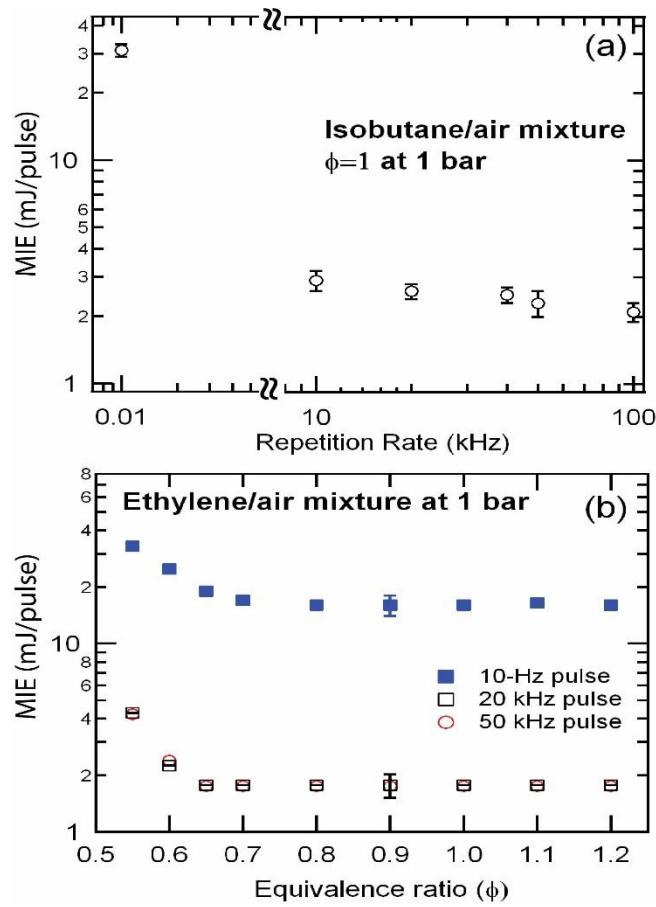 4
(a)
3
2
Isobutane/air mixture
ϕ=1 at 1 bar
10
MIE (mJ/pulse)
6
5
4
3
2
1
0.01 10 100
Repetition Rate (kHz)
8
6
Ethylene/air mixture at 1 bar
(b)
4
2
10
MIE (mJ/pulse)
8
6
4
2
1
10-Hz pulse
20 kHz pulse
50 kHz pulse
0.5 0.6 0.7 0.8 0.9 1.0 1.1 1.2
Equivalence ratio (ϕ)